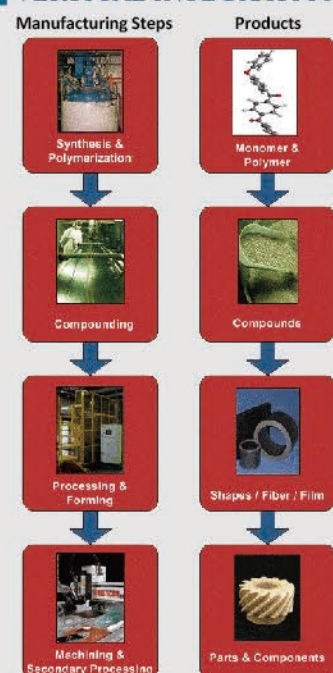 Manufacturing Steps
Products
Synthesis &
Polymerization
Monomer &
Polymer
Compounding
Compounds
Processing &
Forming
Shapes / Fiber / Film
Machining &
Secondary Processing
Parts & Components